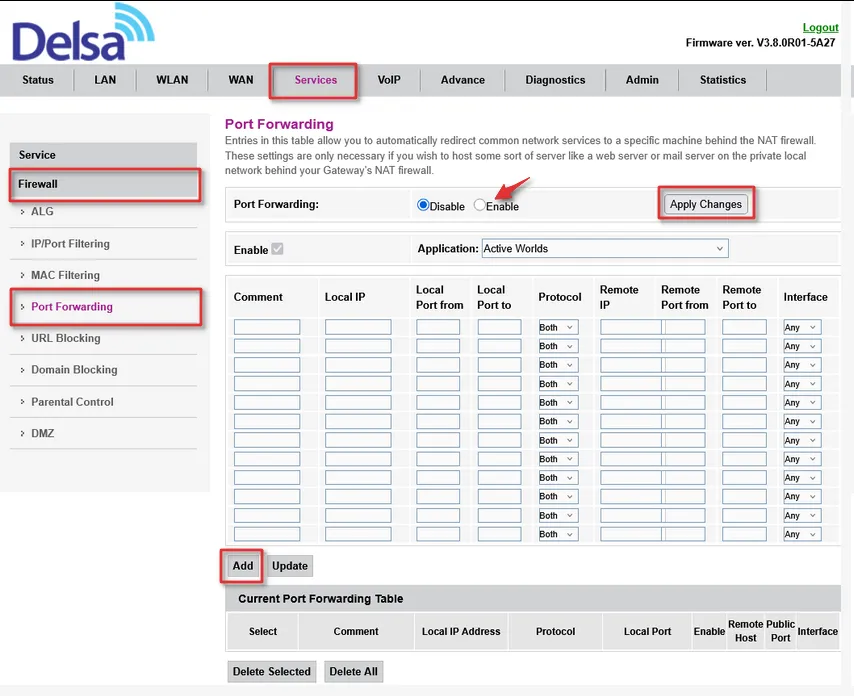 Delsa
Logout
Firmware ver. V3.8.0R01-5A27
Status LAN WLAN WAN Services VoIP Advance Diagnostics Admin Statistics
Service
Firewall
ALG
IP/Port Filtering
MAC Filtering
Port Forwarding
URL Blocking
Domain Blocking
Parental Control
DMZ
Port Forwarding
Entries in this table allow you to automatically redirect common network services to a specific machine behind the NAT firewall.
These settings are only necessary if you wish to host some sort of server like a web server or mail server on the private local
network behind your Gateway's NAT firewall.
Port Forwarding: Disable Enable Apply Changes
Enable Application: Active Worlds
Comment Local IP Local Port from Local Port to Protocol Remote IP Remote Port from Remote Port to Interface
Both Any
Both Any
Both Any
Both Any
Both Any
Both Any
Both Any
Both Any
Both Any
Both Any
Both Any
Both Any
Add Update
Current Port Forwarding Table
Select Comment Local IP Address Protocol Local Port Enable Remote Host Public Port Interface
Delete Selected Delete All